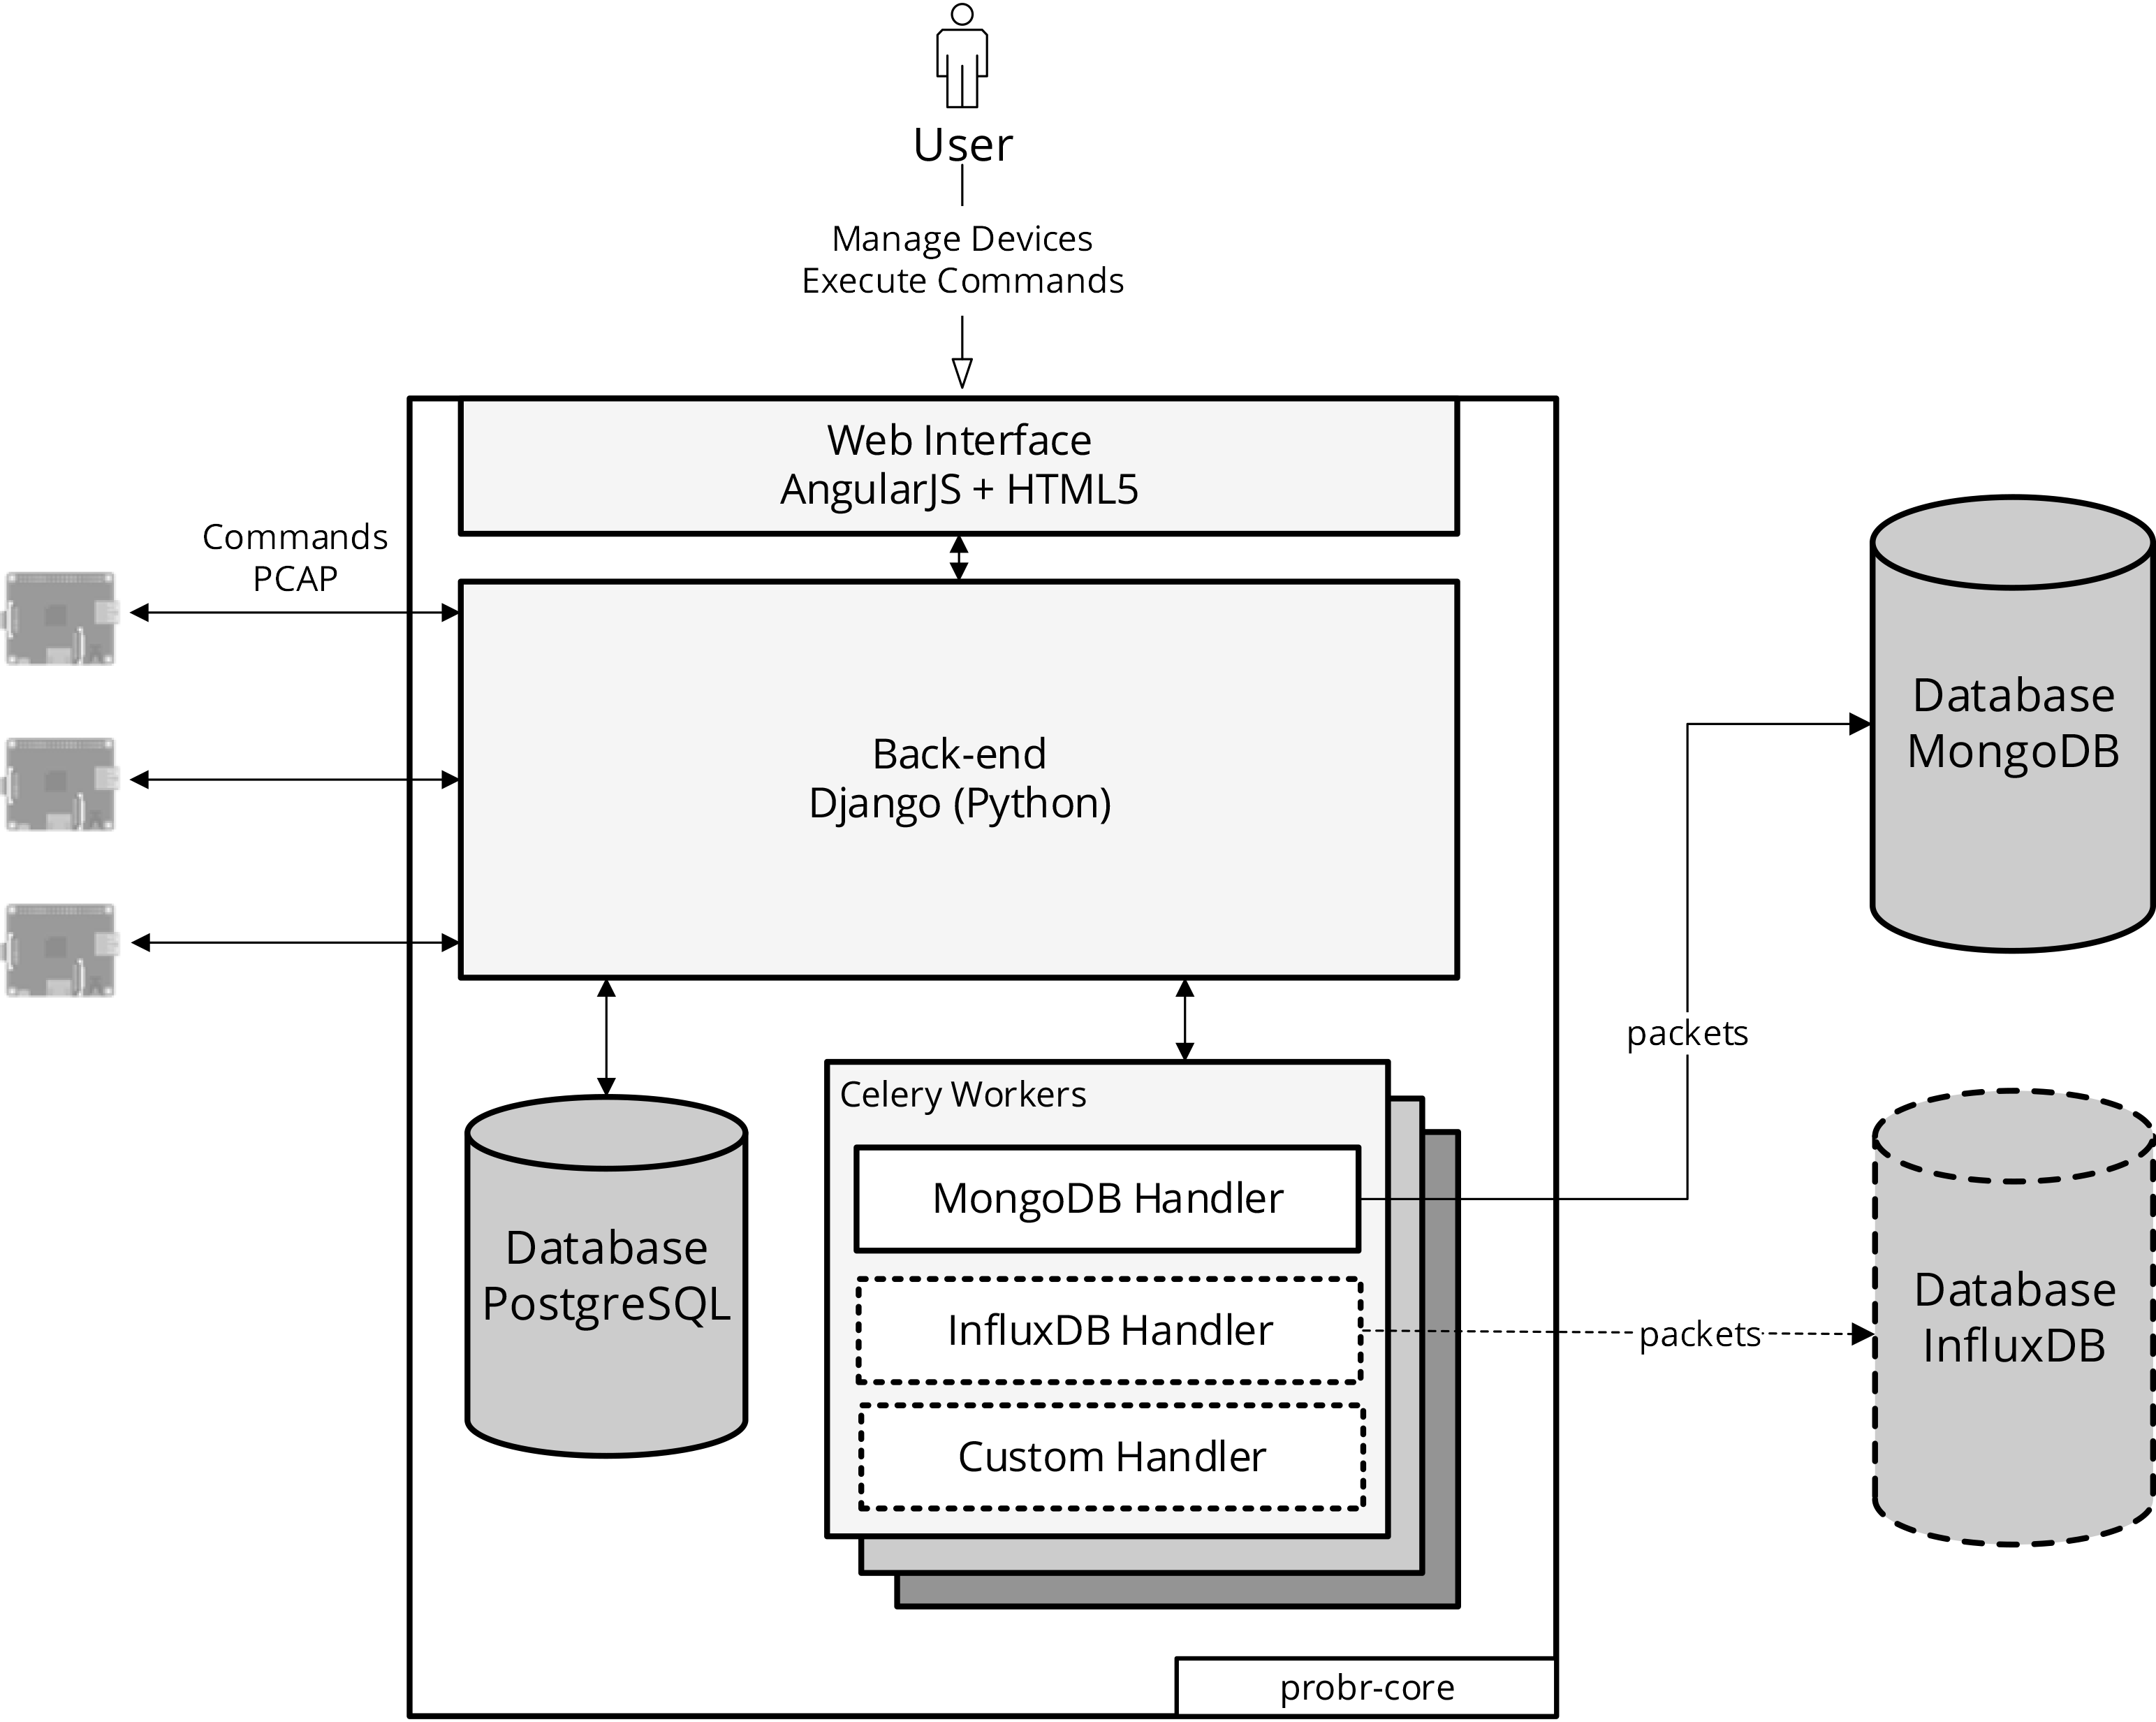 User
Manage Devices
Execute Commands
Web Interface
AngularJS + HTML5
Commands
PCAP
Back-end
Django (Python)
Database
MongoDB
packets
Celery Workers
MongoDB Handler
Database
PostgreSQL
InfluxDB Handler
packets
Database
InfluxDB
Custom Handler
probr-core